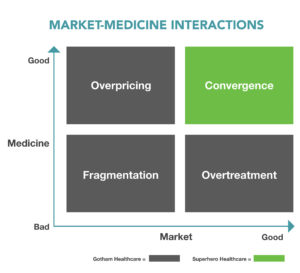 MARKET-MEDICINE INTERACTIONS
Good
Overpricing
Convergence
Medicine
Fragmentation
Overtreatment
Bad
Market
Good
Gotham Healthcare =
Superhero Healthcare =